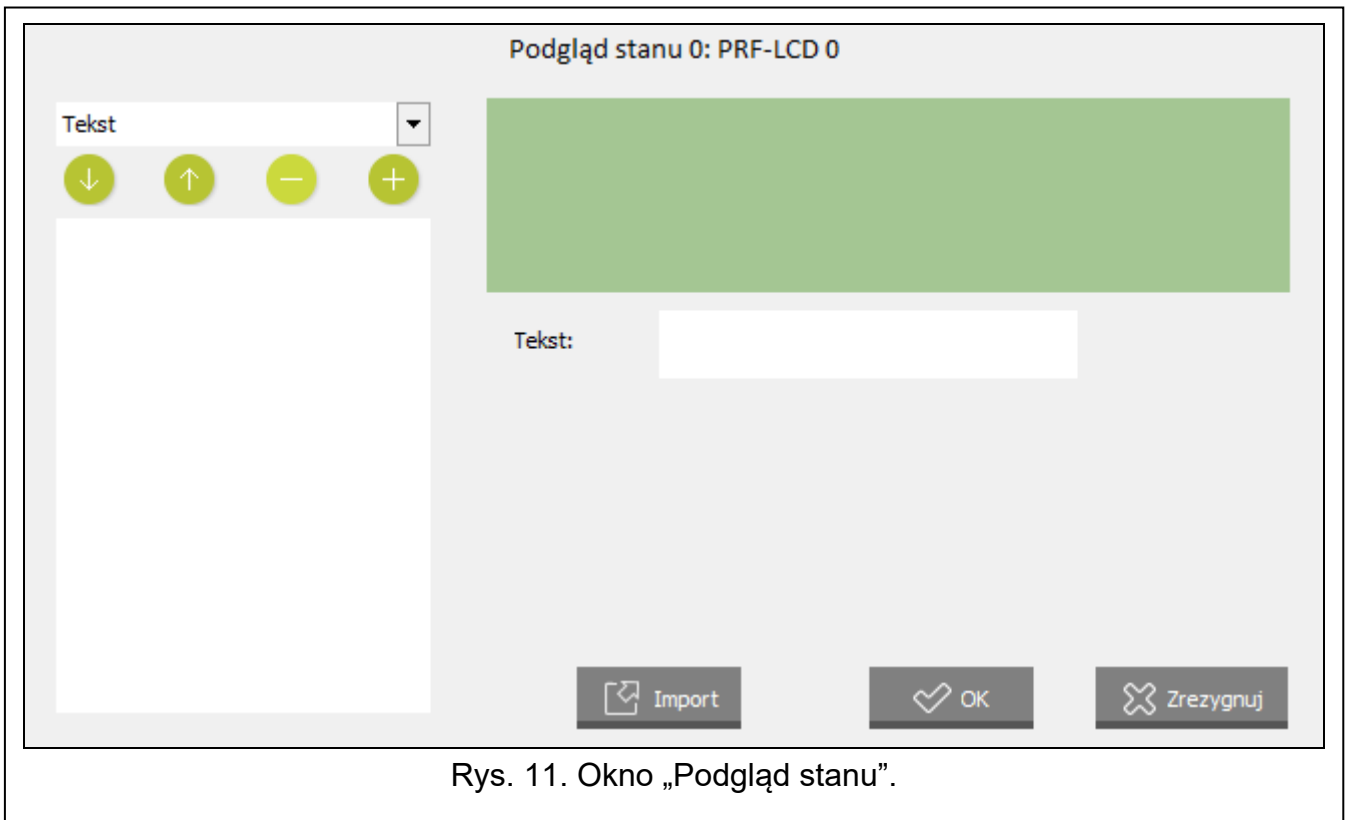 Podgląd stanu 0: PRF-LCD 0
Tekst
Tekst:
Import
OK
Zrezygnuj
Rys. 11. Okno „Podgląd stanu”.